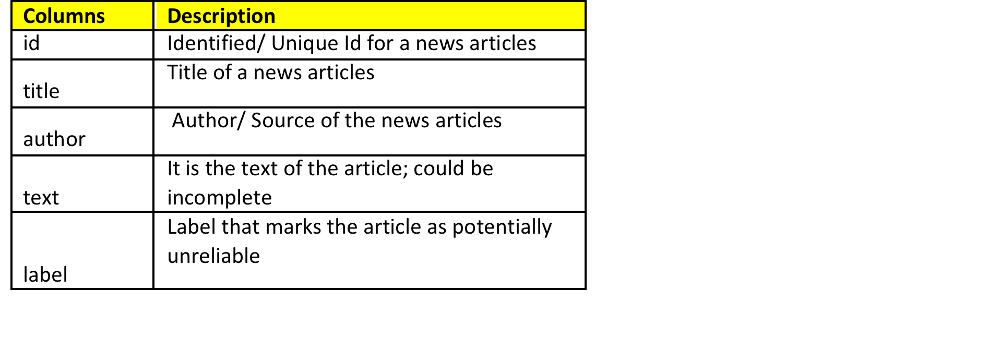 Columns Description
id Identified/ Unique Id for a news articles
Title of a news articles
title
Author/ Source of the news articles
author
It is the text of the article; could be
text incomplete
Label that marks the article as potentially
unreliable
label